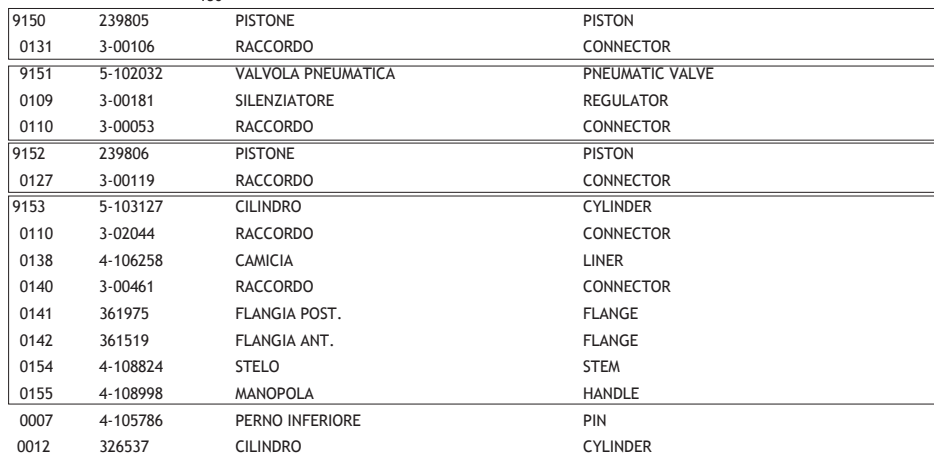 9150 239805 PISTONE PISTON
0131 3-00106 RACCORDO CONNECTOR
9151 5-102032 VALVOLA PNEUMATICA PNEUMATIC VALVE
0109 3-00181 SILENZIATORE REGULATOR
0110 3-00053 RACCORDO CONNECTOR
9152 239806 PISTONE PISTON
0127 3-00119 RACCORDO CONNECTOR
9153 5-103127 CILINDRO CYLINDER
0110 3-02044 RACCORDO CONNECTOR
0138 4-106258 CAMICIA LINER
0140 3-00461 RACCORDO CONNECTOR
0141 361975 FLANGIA POST. FLANGE
0142 361519 FLANGIA ANT. FLANGE
0154 4-108824 STELO STEM
0155 4-108998 MANOPOLA HANDLE
0007 4-105786 PERNO INFERIORE PIN
0012 326537 CILINDRO CYLINDER